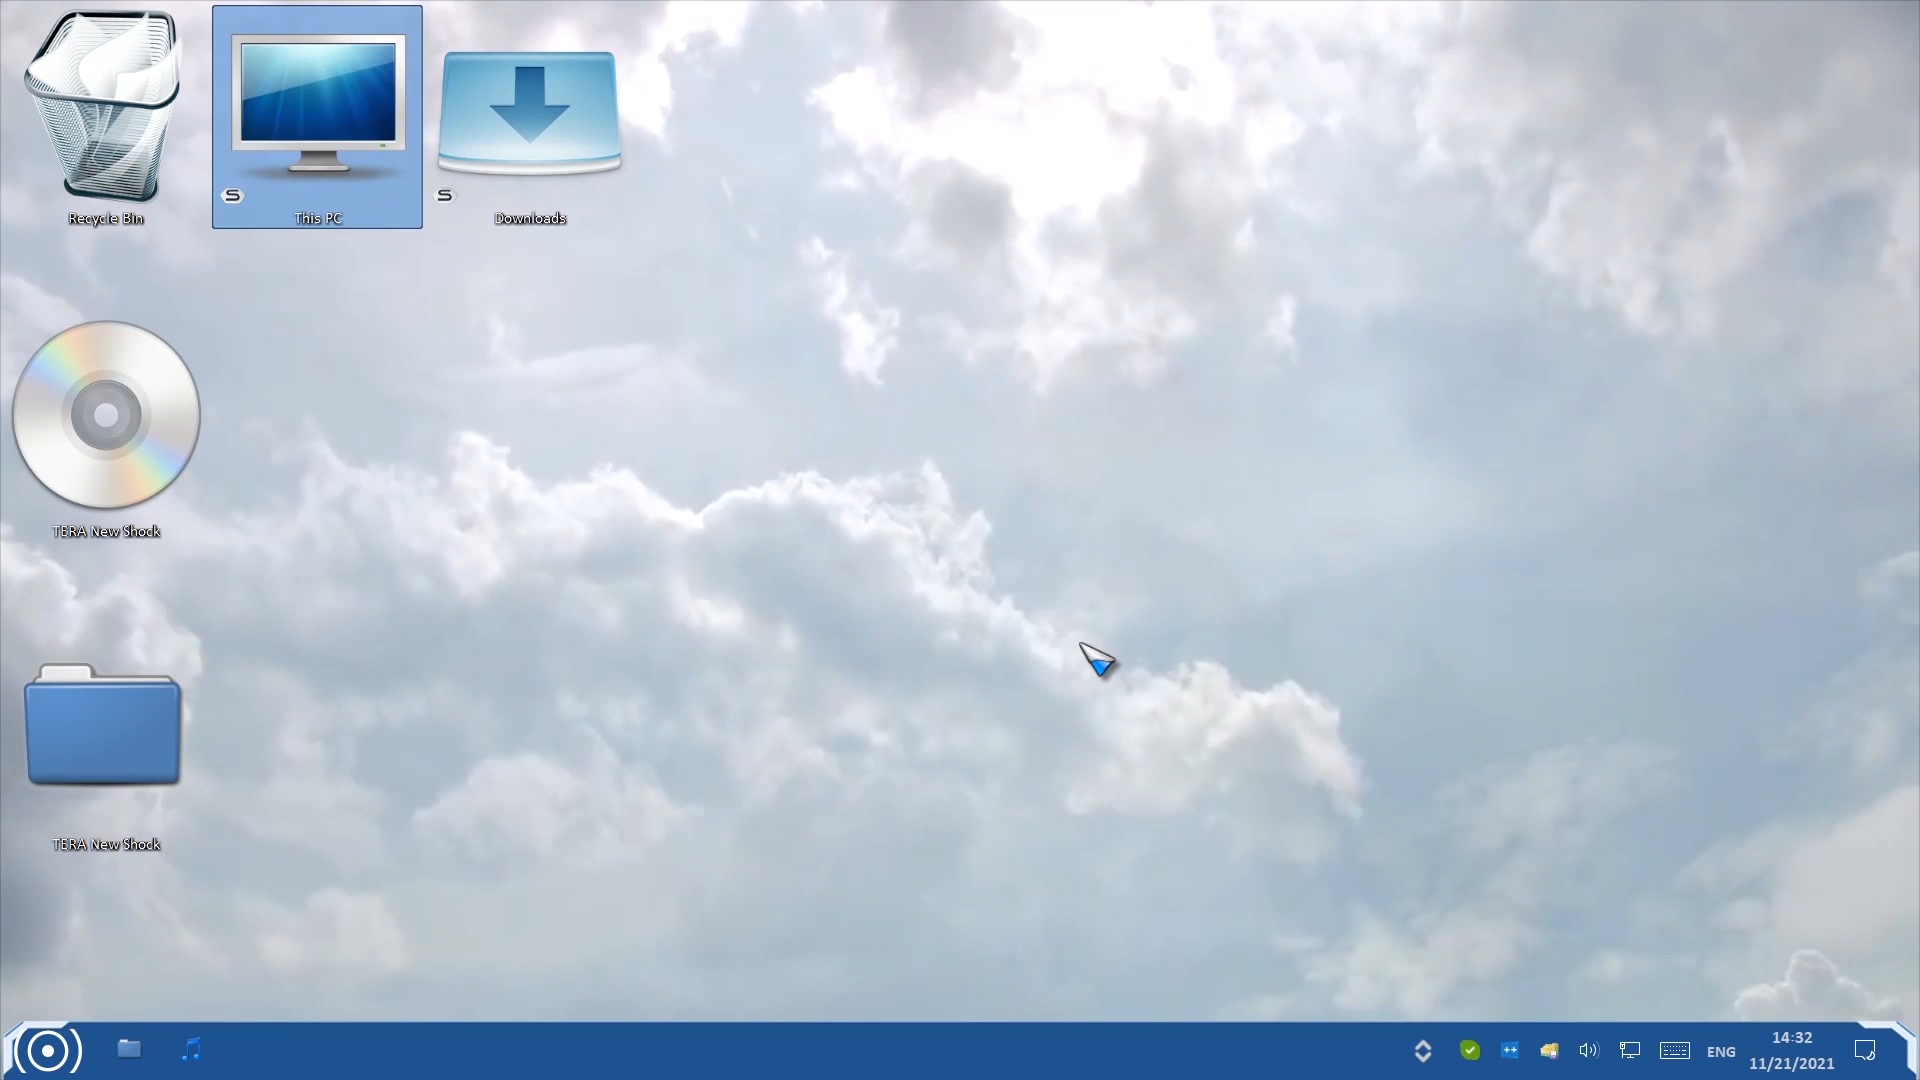 Recycle Bin
This PC
Downloads
TERA New Shock
TERA New Shock
ENG
14:32
11/21/2021